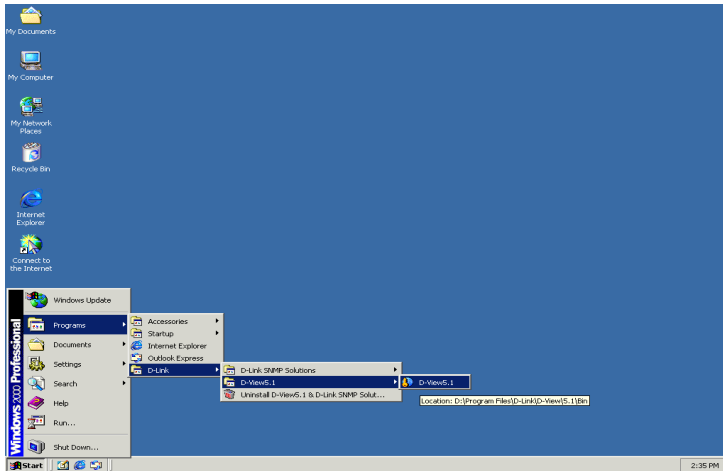 My Documents
My Computer
My Network
Places
Recycle Bin
Internet
Explorer
Connect to
the Internet
Windows 2000 Professional
Windows Update
Programs
Documents
Settings
Search
Help
Run...
Shut Down...
Accessories
Startup
Internet Explorer
Outlook Express
D-Link
D-Link SNMP Solutions
D-View5.1
Uninstall D-View5.1 & D-Link SNMP Solut...
D-View5.1
Location: D:\Program Files\D-Link\D-View\5.1\Bin
Start
2:35 PM